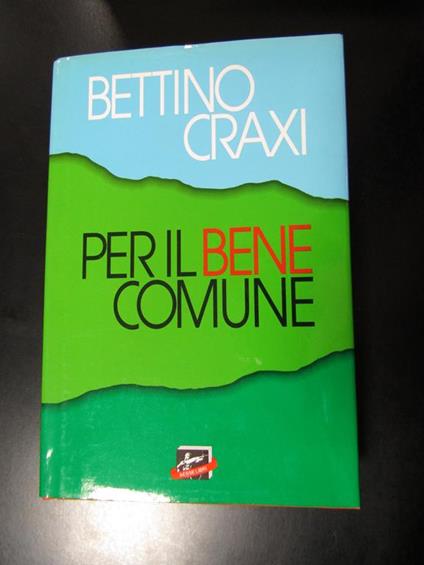 BETTINO
CRAXI
PER IL BENE
COMUNE